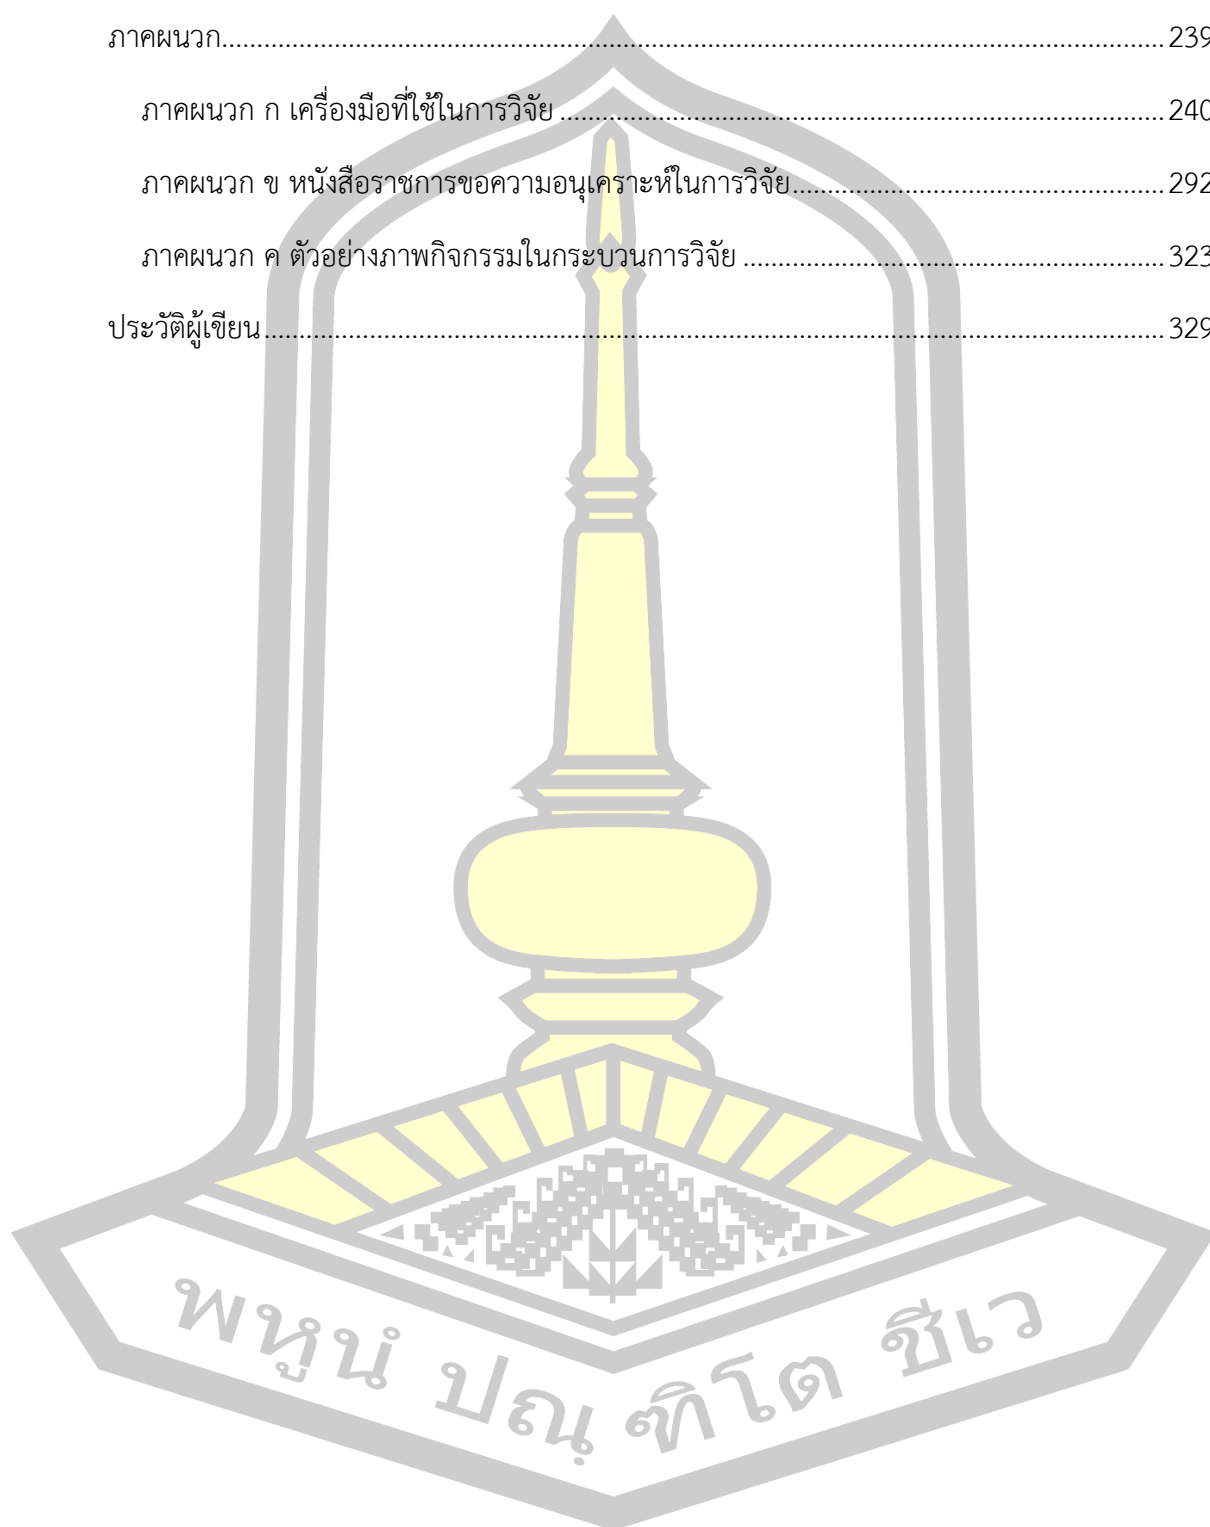 ภาคผนวก........................................................................................................................................ 239
ภาคผนวก ก เครื่องมือที่ใช้ในการวิจัย ....................................................................................... 240
ภาคผนวก ข หนังสือราชการขอความอนุเคราะห์ในการวิจัย...................................................... 292
ภาคผนวก ค ตัวอย่างภาพกิจกรรมในกระบวนการวิจัย ............................................................. 323
ประวัติผู้เขียน ................................................................................................................................. 329
พหูนํ ปณฺฑิโต ชีเว